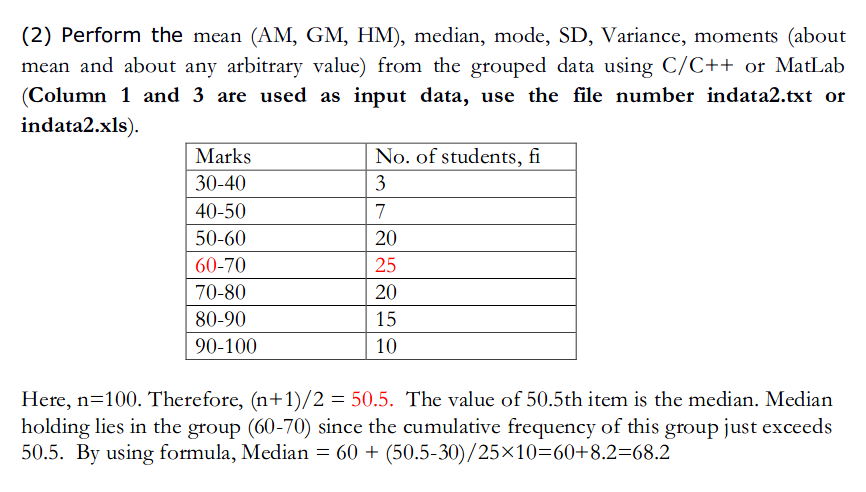 (2) Perform the mean (AM, GM, HM), median, mode, SD, Variance, moments (about
mean and about any arbitrary value) from the grouped data using C/C++ or MatLab
(Column 1 and 3 are used as input data, use the file number indata2.txt or
indata2.xls).
Marks No. of students, fi
30-40 3
40-50 7
50-60 20
60-70 25
70-80 20
80-90 15
90-100 10
Here, n=100. Therefore, (n+1)/2 = 50.5. The value of 50.5th item is the median. Median
holding lies in the group (60-70) since the cumulative frequency of this group just exceeds
50.5. By using formula, Median = 60 + (50.5-30)/25×10=60+8.2=68.2